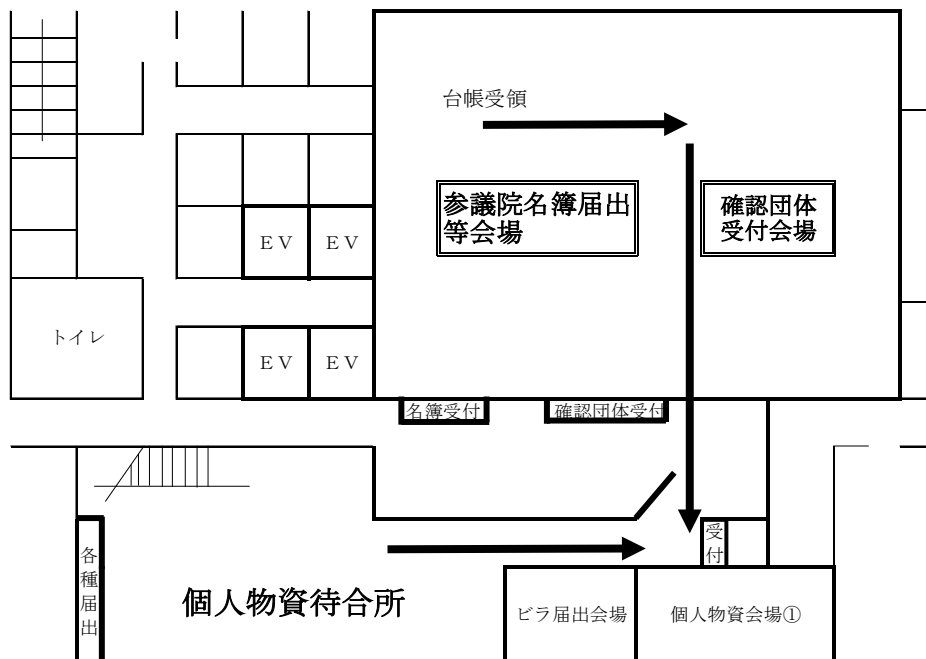 台帳受領
参議院名簿届出
等会場
確認団体
受付会場
ＥＶ
ＥＶ
トイレ
ＥＶ
ＥＶ
名簿受付
確認団体受付
受付
各種届出
個人物資待合所
ビラ届出会場
個人物資会場①